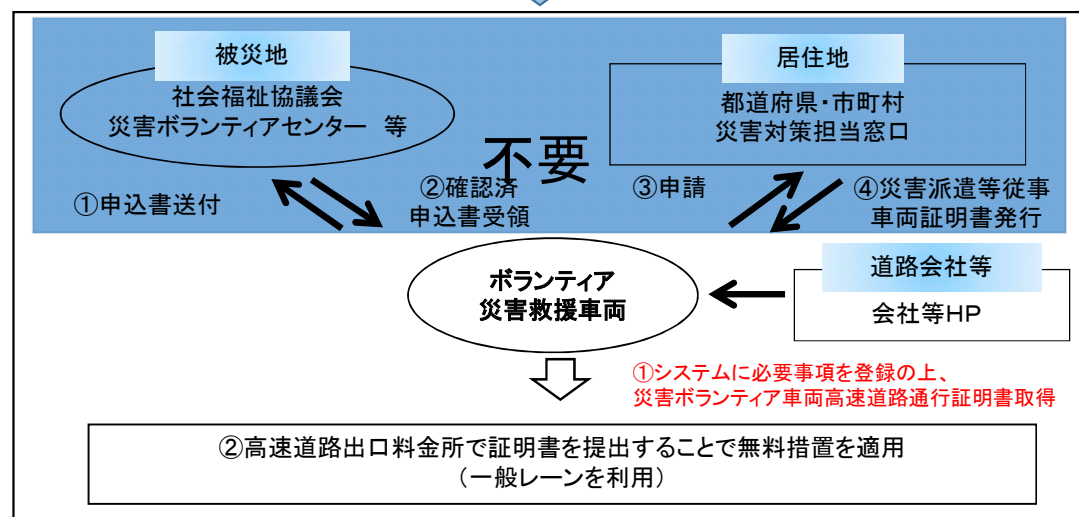 被災地
社会福祉協議会
災害ボランティアセンター 等
居住地
都道府県・市町村
災害対策担当窓口
不要
①申込書送付
②確認済
申込書受領
③申請
④災害派遣等従事
車両証明書発行
ボランティア
災害救援車両
道路会社等
会社等HP
①システムに必要事項を登録の上、
災害ボランティア車両高速道路通行証明書取得
②高速道路出口料金所で証明書を提出することで無料措置を適用
（一般レーンを利用）